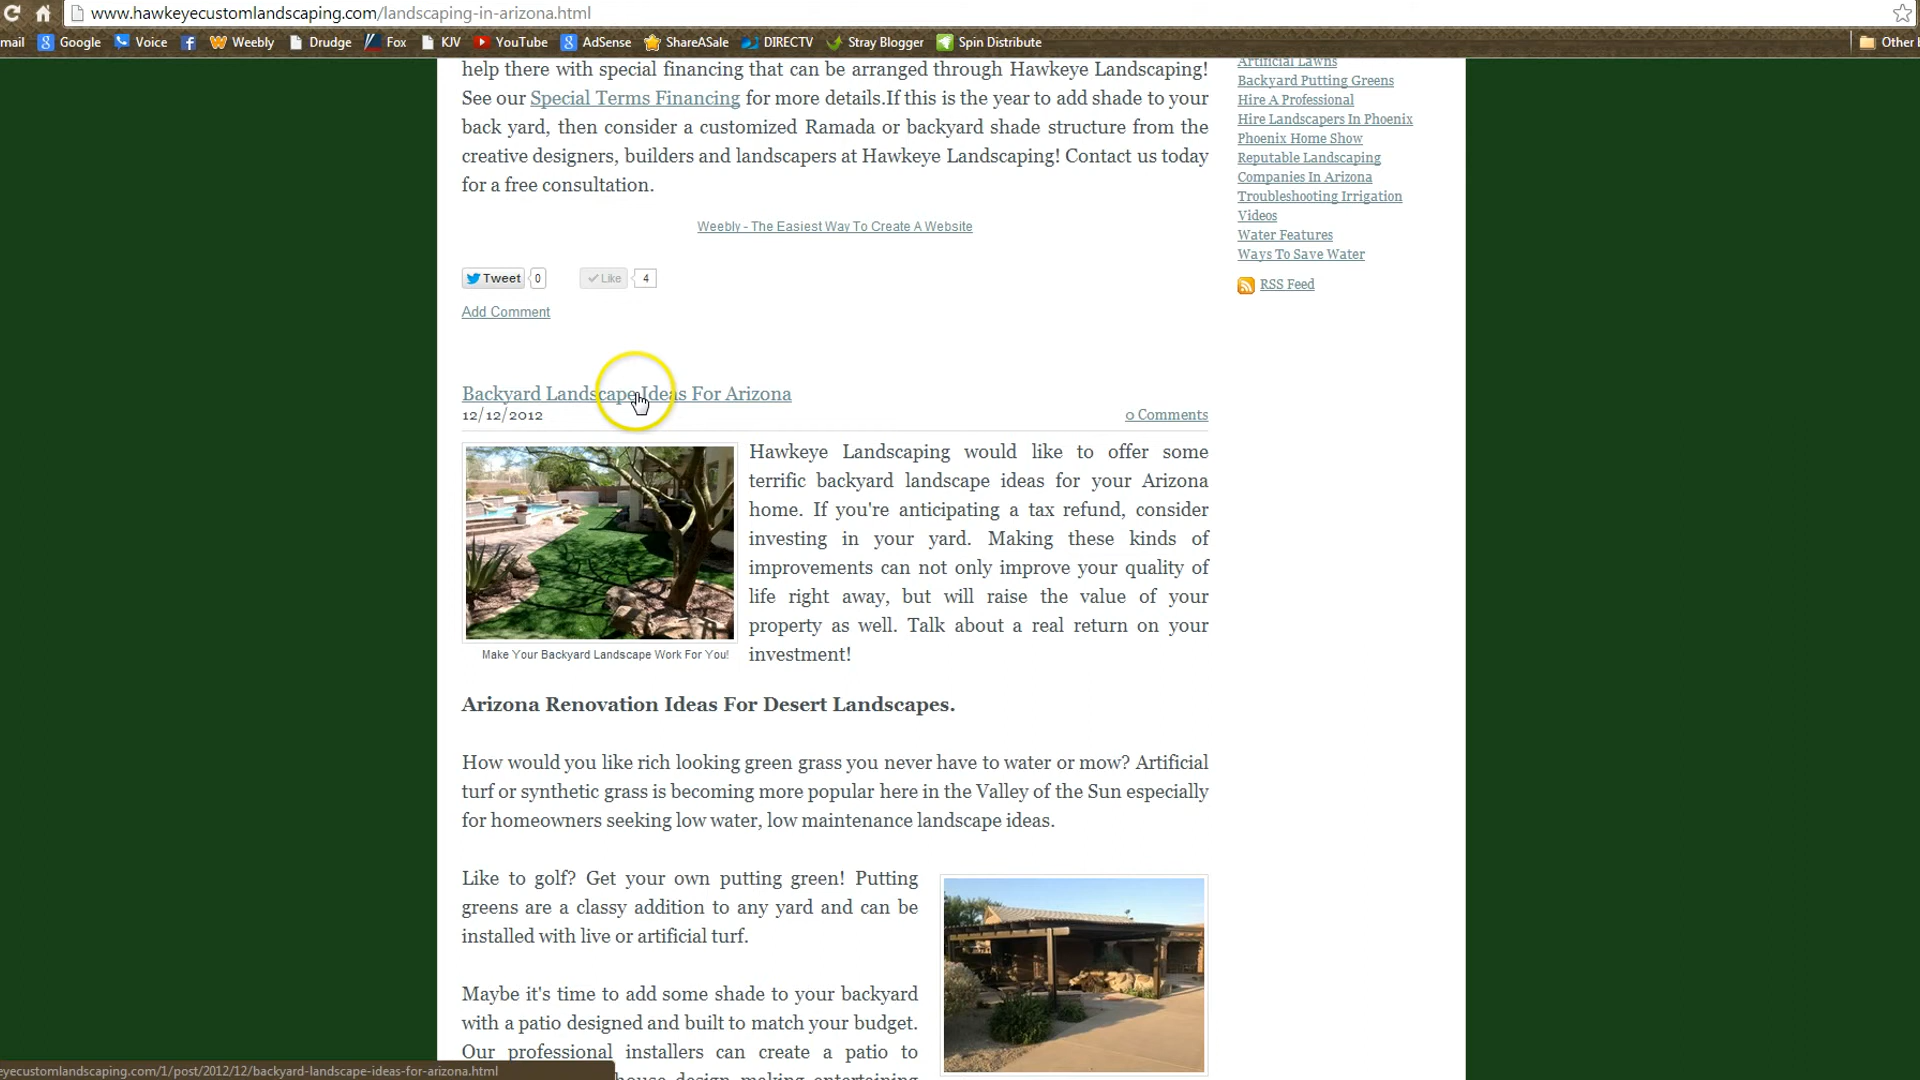 www.hawkeyecustomlandscaping.com/landscaping-in-arizona.html
mail Google Voice Weebly Drudge Fox KJV YouTube AdSense ShareASale DIRECTV Stray Blogger Spin Distribute Other
help there with special financing that can be arranged through Hawkeye Landscaping!
See our Special Terms Financing for more details.If this is the year to add shade to your
back yard, then consider a customized Ramada or backyard shade structure from the
creative designers, builders and landscapers at Hawkeye Landscaping! Contact us today
for a free consultation.
Weebly - The Easiest Way To Create A Website
Tweet 0 Like 4
Add Comment
Backyard Landscape Ideas For Arizona
12/12/2012 0 Comments
Hawkeye Landscaping would like to offer some
terrific backyard landscape ideas for your Arizona
home. If you're anticipating a tax refund, consider
investing in your yard. Making these kinds of
improvements can not only improve your quality of
life right away, but will raise the value of your
property as well. Talk about a real return on your
investment!
Make Your Backyard Landscape Work For You!
Arizona Renovation Ideas For Desert Landscapes.
How would you like rich looking green grass you never have to water or mow? Artificial
turf or synthetic grass is becoming more popular here in the Valley of the Sun especially
for homeowners seeking low water, low maintenance landscape ideas.
Like to golf? Get your own putting green! Putting
greens are a classy addition to any yard and can be
installed with live or artificial turf.
Maybe it's time to add some shade to your backyard
with a patio designed and built to match your budget.
Our professional installers can create a patio to
house design making entertaining
Artificial Lawns
Backyard Putting Greens
Hire A Professional
Hire Landscapers In Phoenix
Phoenix Home Show
Reputable Landscaping
Companies In Arizona
Troubleshooting Irrigation
Videos
Water Features
Ways To Save Water
RSS Feed
eyecustomlandscaping.com/1/post/2012/12/backyard-landscape-ideas-for-arizona.html